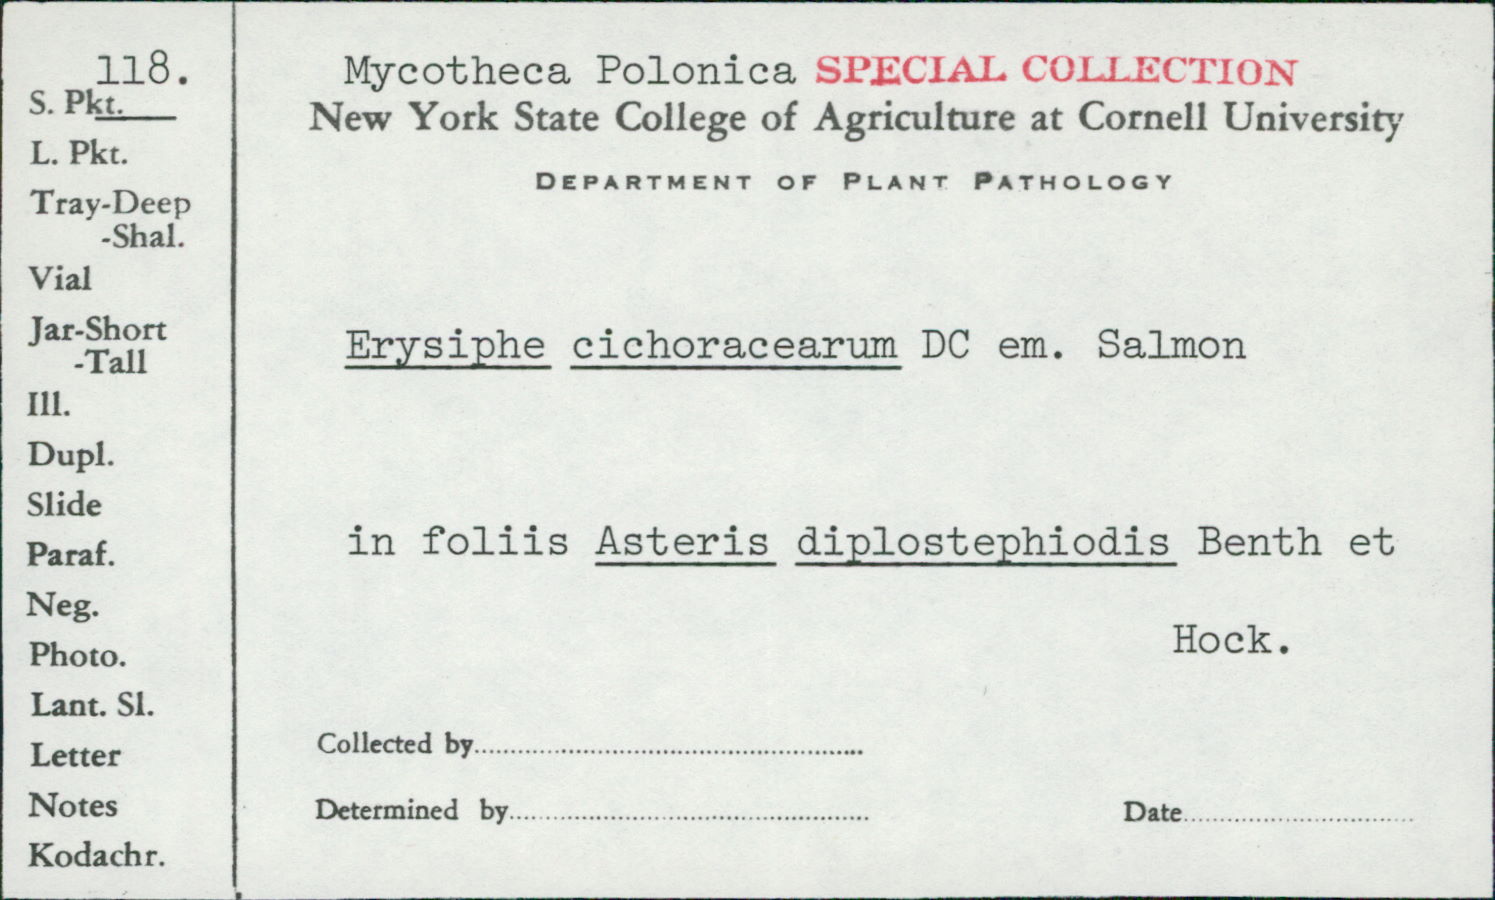 118.
S. Pkt.
L. Pkt.
Tray-Deep
-Shal.
Vial
Jar-Short
-Tall
Ill.
Dupl.
Slide
Paraf.
Neg.
Photo.
Lant. Sl.
Letter
Notes
Kodachr.
Mycotheca Polonica SPECIAL COLLECTION
New York State College of Agriculture at Cornell University
DEPARTMENT OF PLANT PATHOLOGY
Erysiphe cichoracearum DC em. Salmon
in foliis Asteris diplostephiodis Benth et
Hock.
Collected by
Determined by
Date